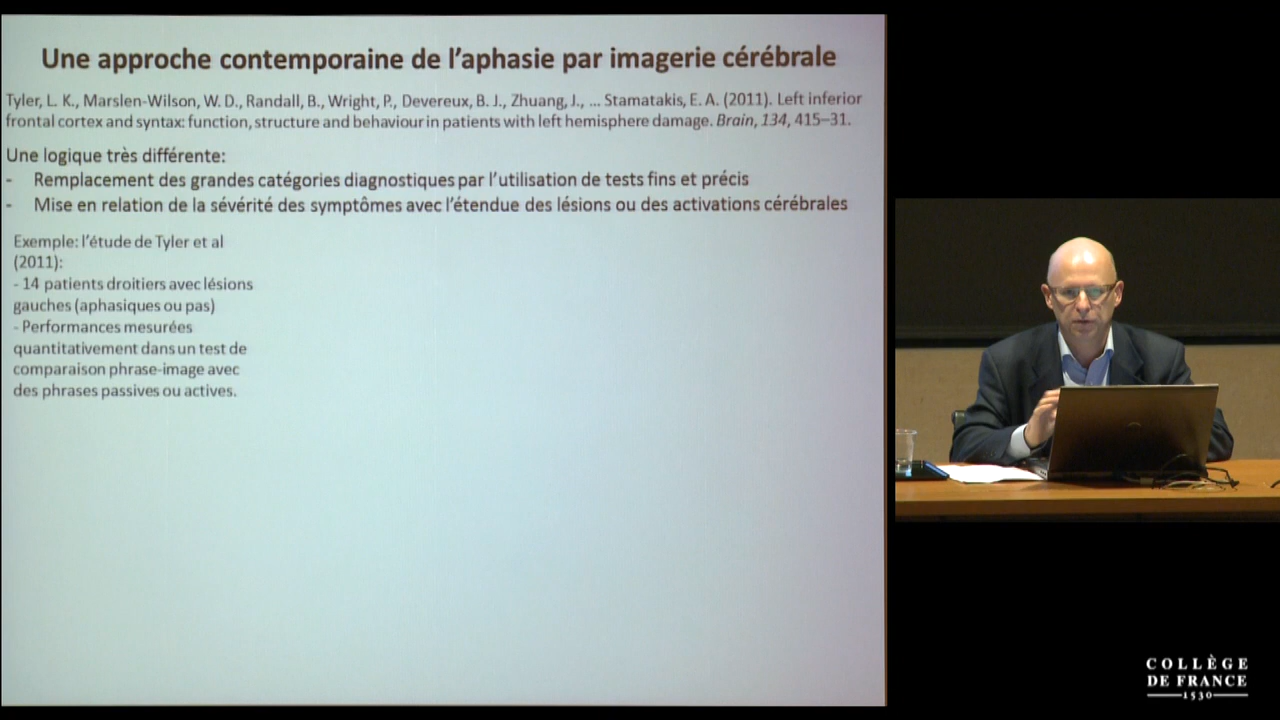 Une approche contemporaine de l'aphasie par imagerie cérébrale
Tyler, L. K., Marslen-Wilson, W. D., Randall, B., Wright, P., Devereux, B. J., Zhuang, J., … Stamatakis, E. A. (2011). Left inferior
frontal cortex and syntax: function, structure and behaviour in patients with left hemisphere damage. Brain, 134, 415–31.
Une logique très différente:
- Remplacement des grandes catégories diagnostiques par l'utilisation de tests fins et précis
- Mise en relation de la sévérité des symptômes avec l'étendue des lésions ou des activations cérébrales
Exemple: l'étude de Tyler et al
(2011):
- 14 patients droitiers avec lésions
gauches (aphasiques ou pas)
- Performances mesurées
quantitativement dans un test de
comparaison phrase-image avec
des phrases passives ou actives.
COLLÈGE
DE FRANCE
1530